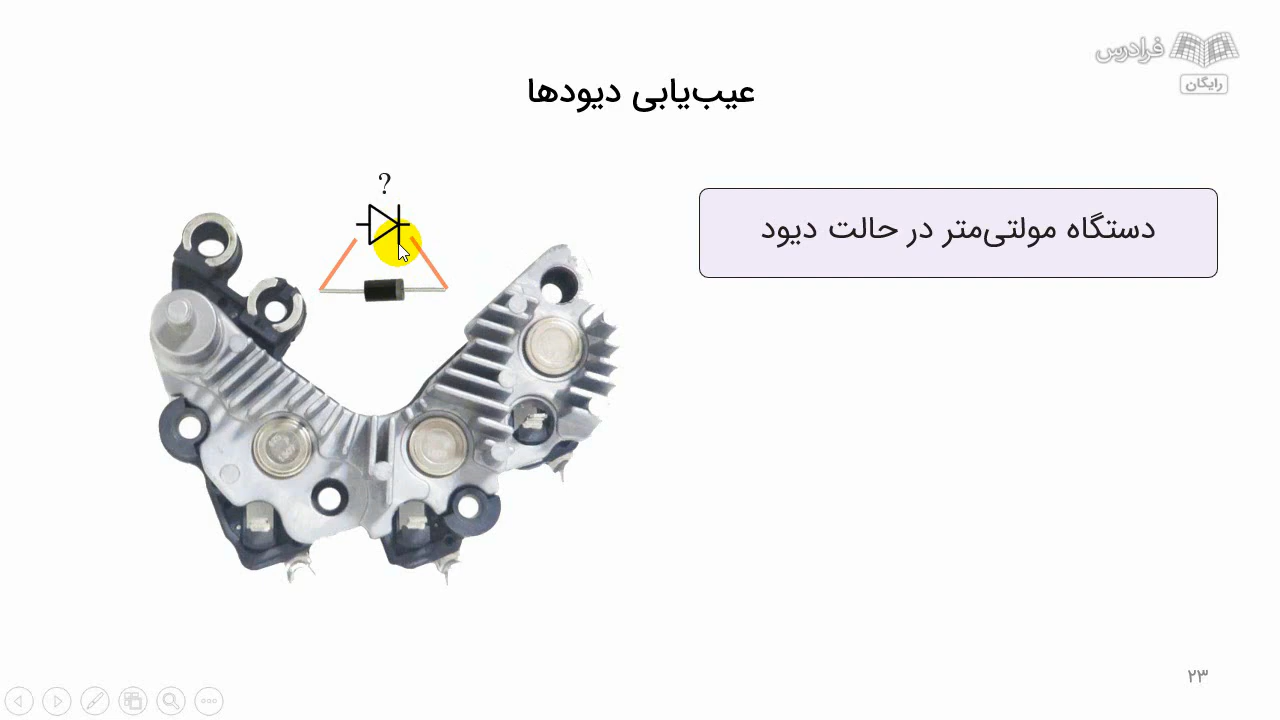 فرادرس
رایگان
عیب‌یابی دیودها
?
دستگاه مولتی‌متر در حالت دیود
۲۳